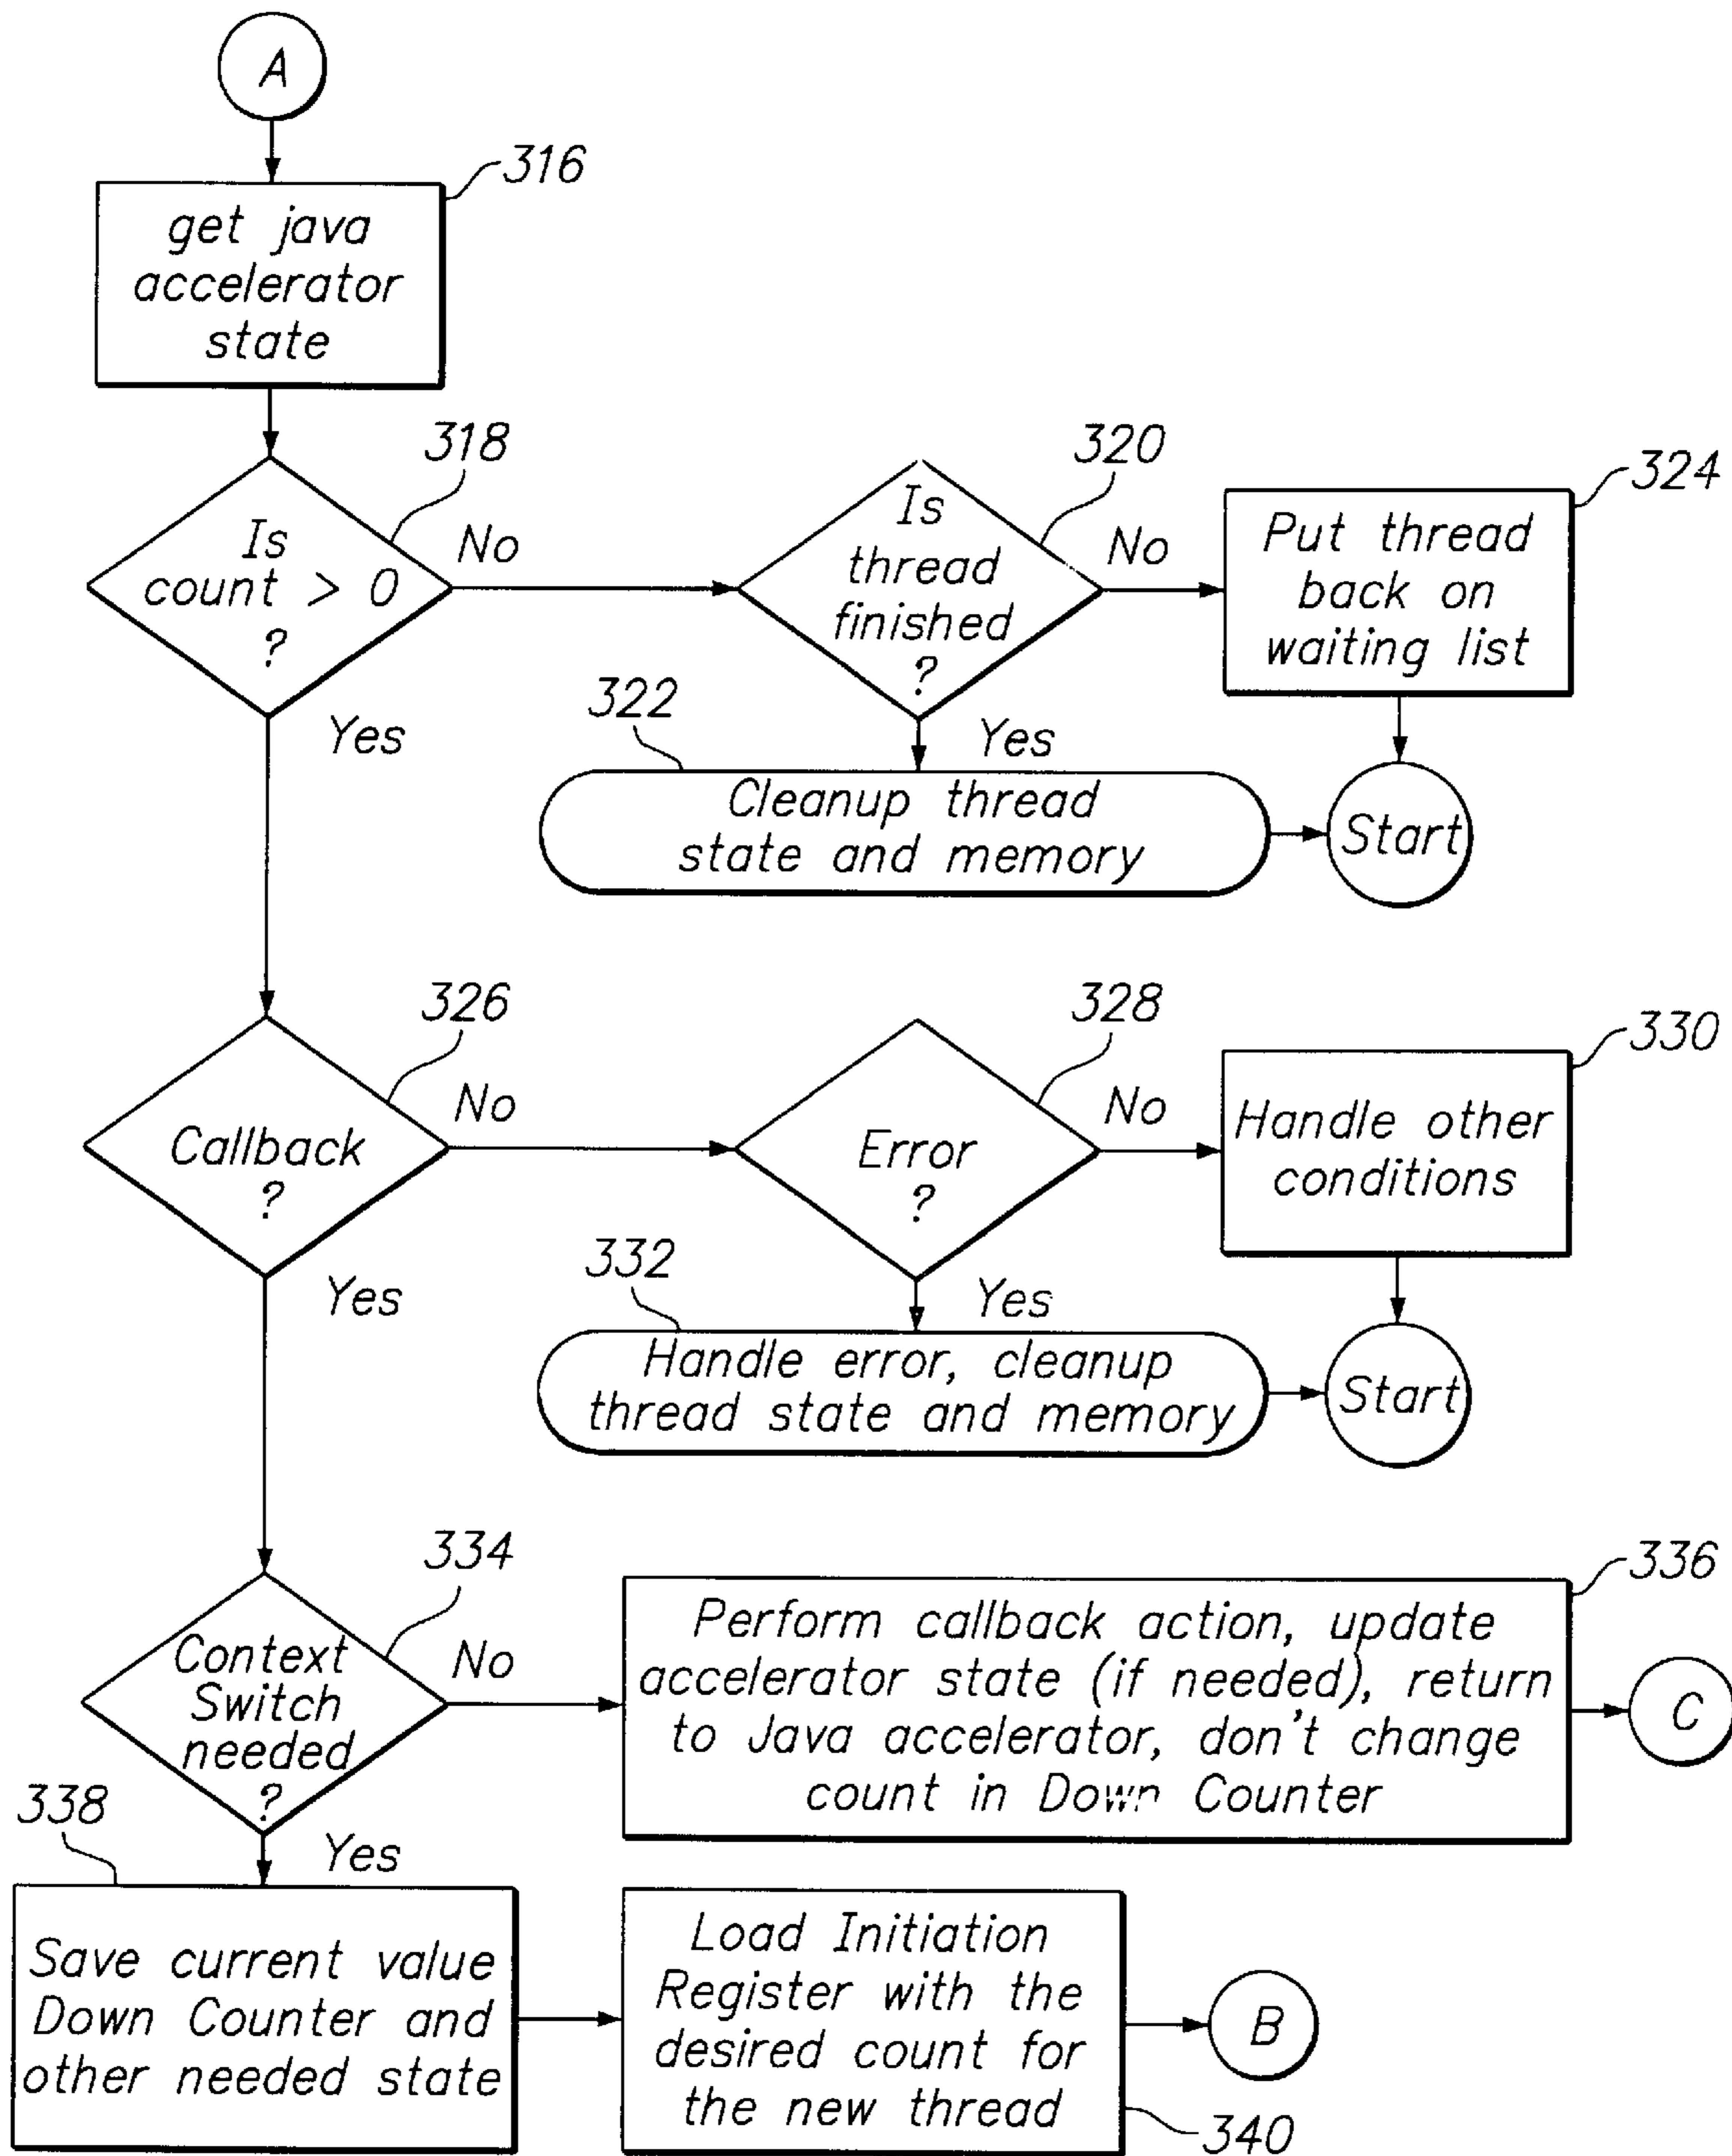 A
316
get java
accelerator
state
318
Is
count > 0
?
No
Yes
320
Is
thread
finished
?
No
Yes
324
Put thread
back on
waiting list
322
Cleanup thread
state and memory
Start
326
Callback
?
No
Yes
328
Error
?
No
Yes
330
Handle other
conditions
332
Handle error, cleanup
thread state and memory
Start
334
Context
Switch
needed
?
No
Yes
336
Perform callback action, update
accelerator state (if needed), return
to Java accelerator, don't change
count in Down Counter
C
338
Save current value
Down Counter and
other needed state
Load Initiation
Register with the
desired count for
the new thread
340
B